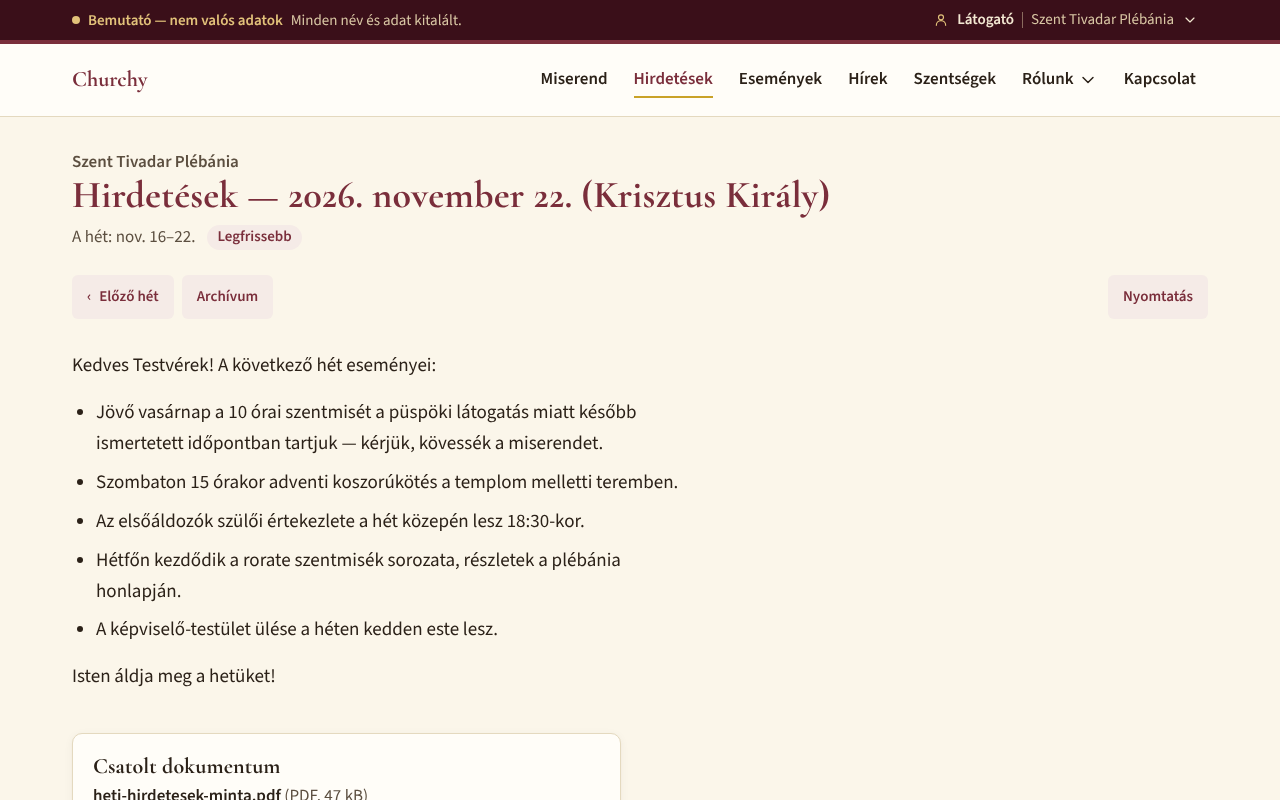 Bemutató — nem valós adatok Minden név és adat kitalált.
Látogató Szent Tivadar Plébánia
Churchy
Miserend Hirdetések Események Hírek Szentségek Rólunk Kapcsolat
Szent Tivadar Plébánia
Hirdetések — 2026. november 22. (Krisztus Király)
A hét: nov. 16–22. Legfrissebb
‹ Előző hét Archívum Nyomtatás
Kedves Testvérek! A következő hét eseményei:
• Jövő vasárnap a 10 órai szentmisét a püspöki látogatás miatt később
ismertetett időpontban tartjuk — kérjük, kövessék a miserendet.
• Szombaton 15 órakor adventi koszorúkötés a templom melletti teremben.
• Az elsőáldozók szülői értekezlete a hét közepén lesz 18:30-kor.
• Hétfőn kezdődik a rorate szentmisék sorozata, részletek a plébánia
honlapján.
• A képviselő-testület ülése a héten kedden este lesz.
Isten áldja meg a hetüket!
Csatolt dokumentum
heti-hirdetesek-minta.pdf (PDF, 47 kB)